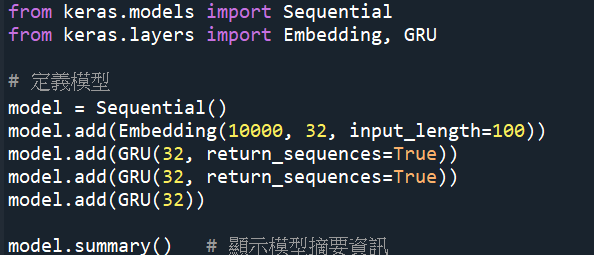 from keras.models import Sequential
from keras.layers import Embedding, GRU
# 定義模型
model = Sequential()
model.add(Embedding(10000, 32, input_length=100))
model.add(GRU(32, return_sequences=True))
model.add(GRU(32, return_sequences=True))
model.add(GRU(32))
model.summary()   # 顯示模型摘要資訊